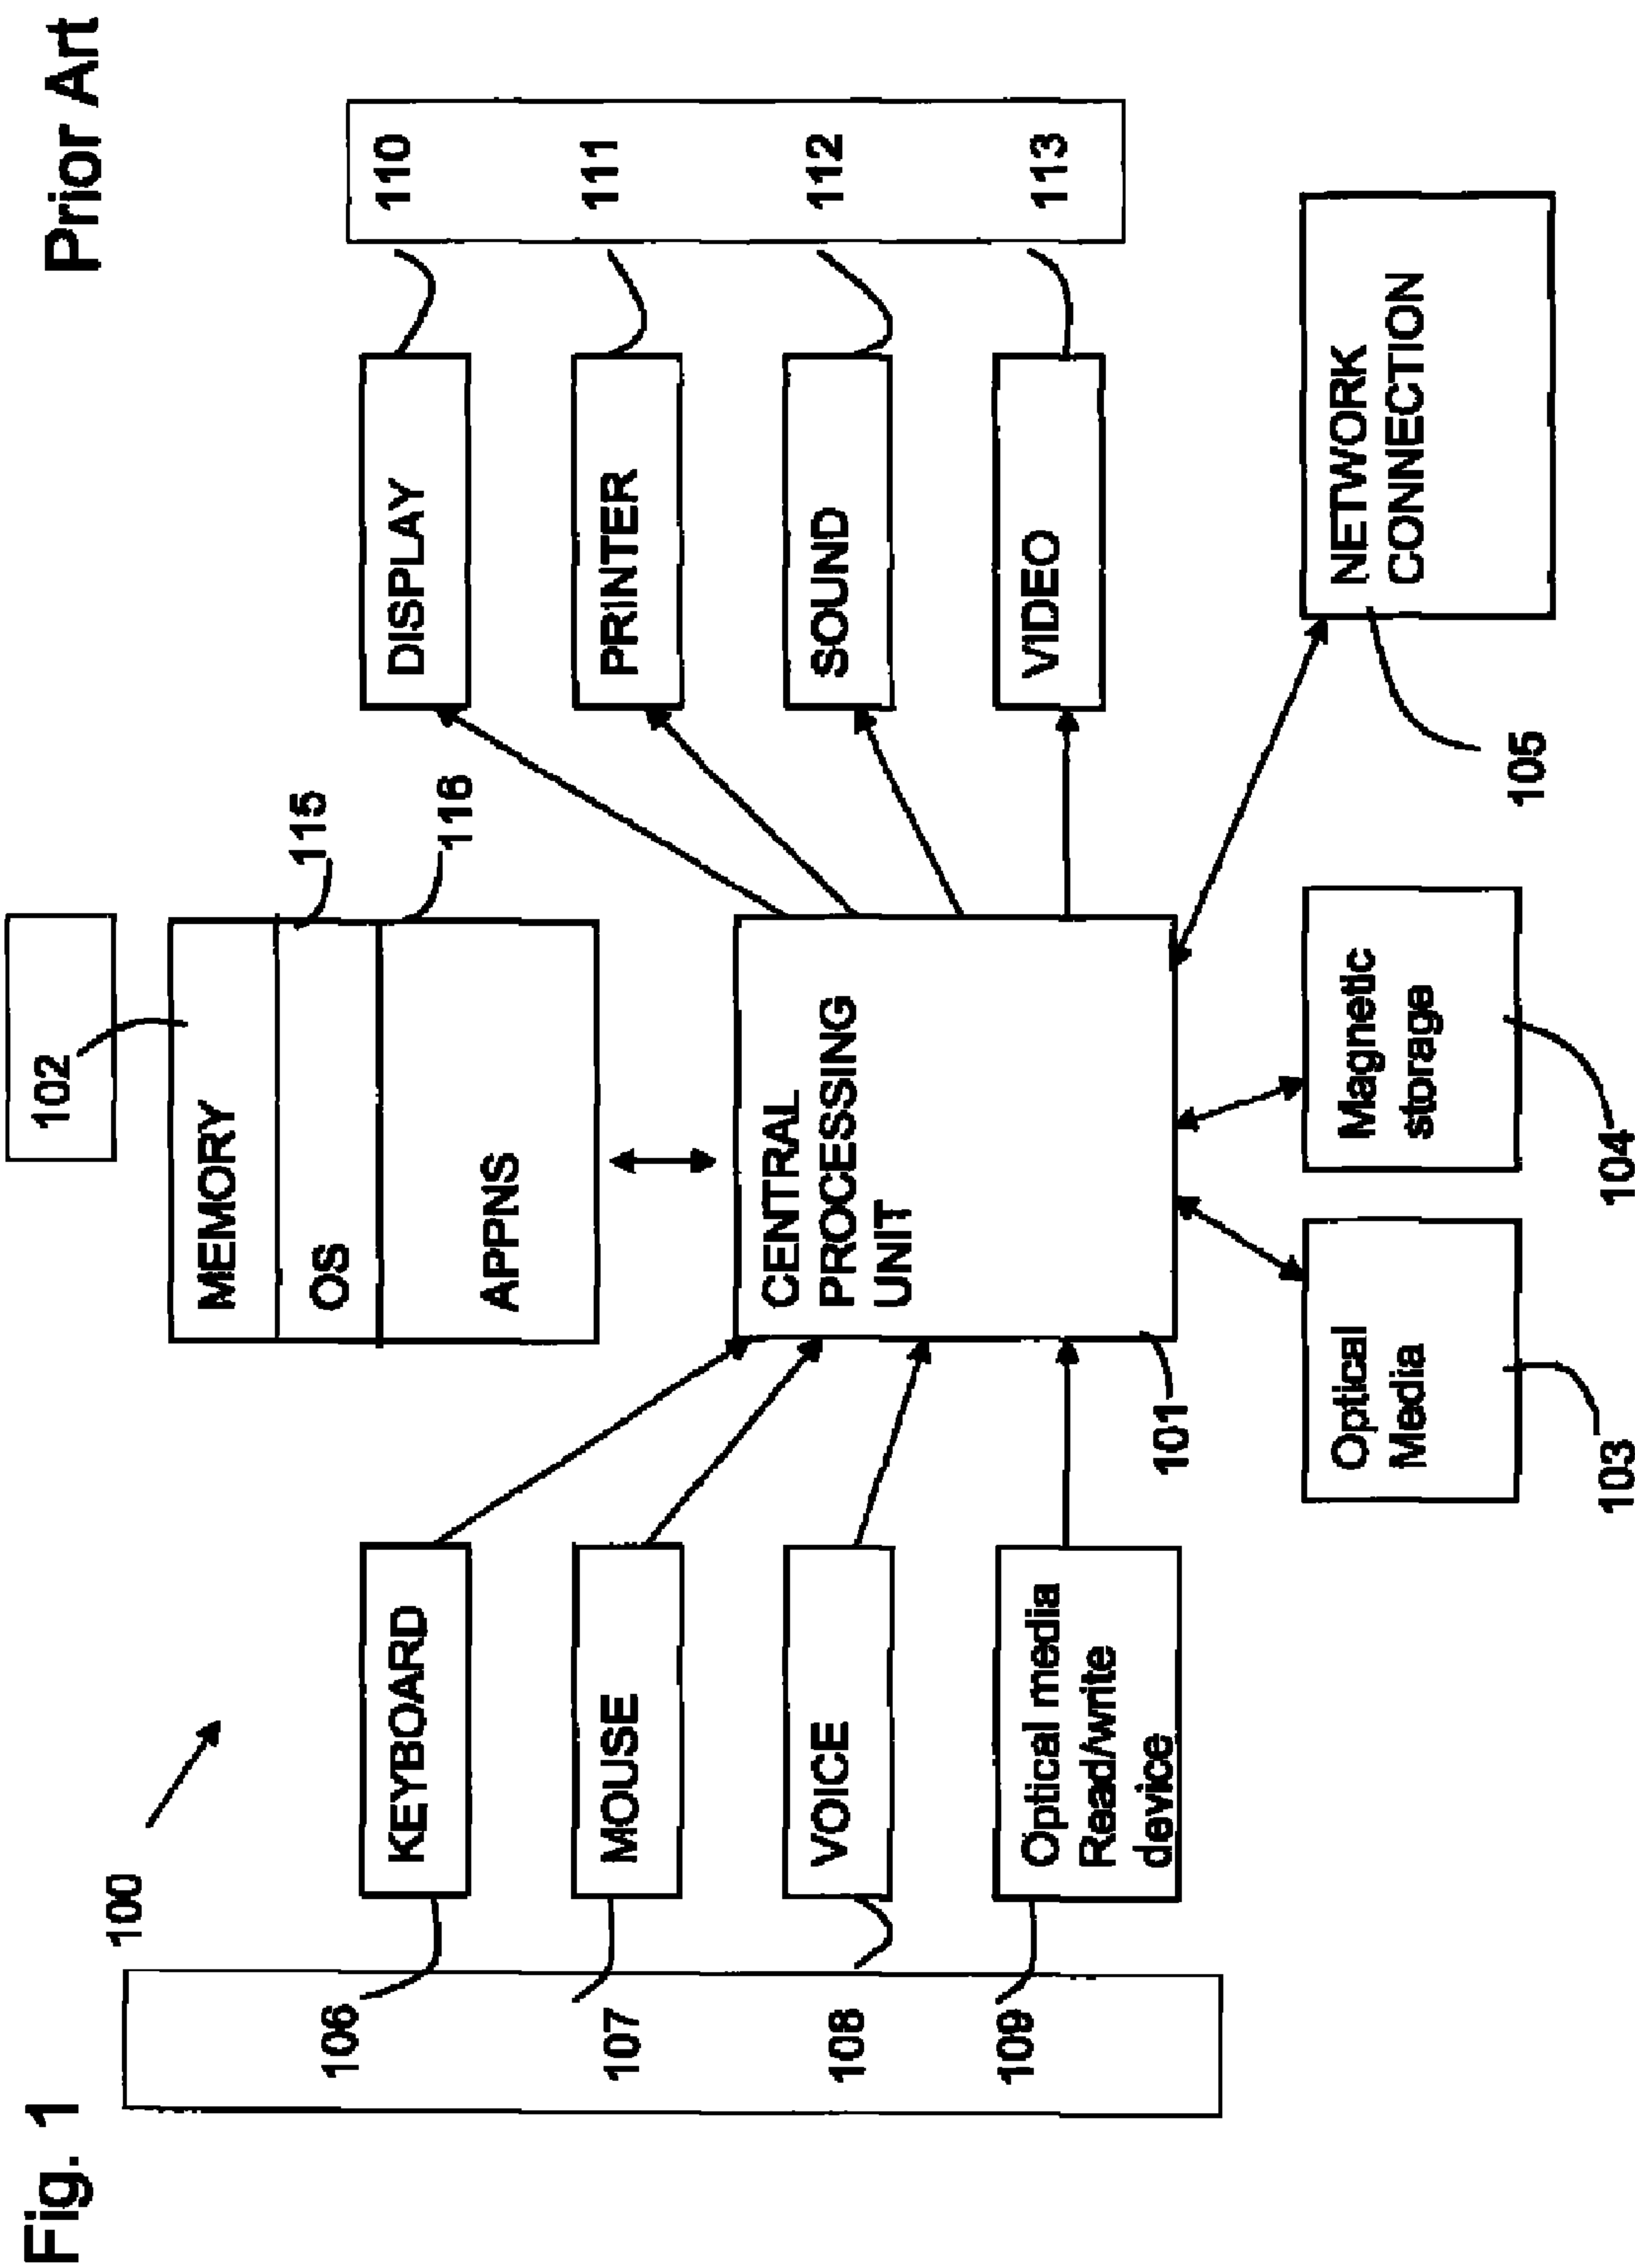 Fig. 1
Prior Art
100
102
MEMORY
115
OS
116
APPNS
106
KEYBOARD
DISPLAY
110
107
MOUSE
PRINTER
111
108
VOICE
SOUND
112
109
Optical media
Read/write
device
VIDEO
113
CENTRAL
PROCESSING
UNIT
101
Optical
Media
103
Magnetic
storage
104
NETWORK
CONNECTION
105